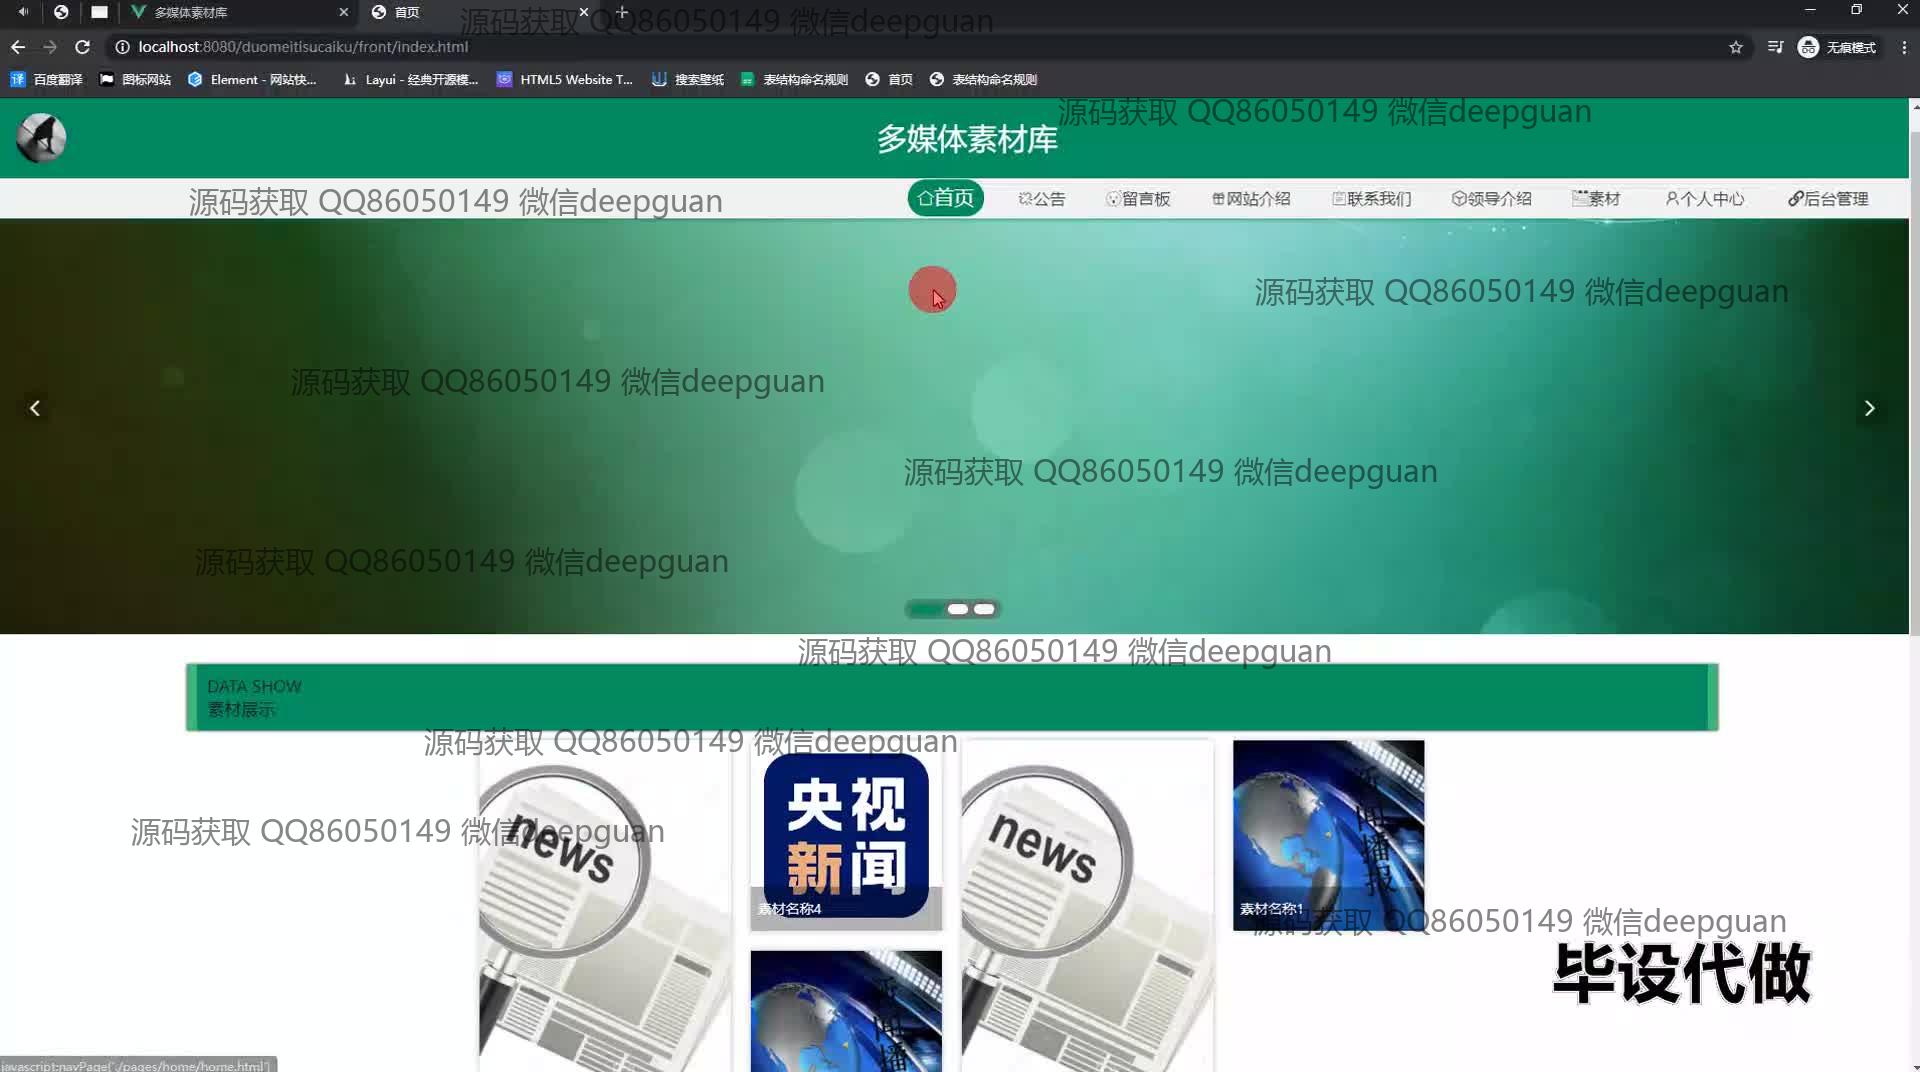 多媒体素材库
首页
源码获取 QQ86050149 微信deepguan
localhost:8080/duomeitisucaiku/front/index.html
无痕模式
百度翻译
图标网站
Element - 网站快...
Layui - 经典开源模...
HTML5 Website T...
搜索壁纸
表结构命名规则
首页
表结构命名规则
源码获取 QQ86050149 微信deepguan
多媒体素材库
源码获取 QQ86050149 微信deepguan
首页
公告
留言板
网站介绍
联系我们
领导介绍
素材
个人中心
后台管理
源码获取 QQ86050149 微信deepguan
源码获取 QQ86050149 微信deepguan
源码获取 QQ86050149 微信deepguan
源码获取 QQ86050149 微信deepguan
源码获取 QQ86050149 微信deepguan
DATA SHOW
素材展示
源码获取 QQ86050149 微信deepguan
央视
新闻
素材名称4
news
news
新闻播报
素材名称1
源码获取 QQ86050149 微信deepguan
源码获取 QQ86050149 微信deepguan
毕设代做
新闻播
javascript:navPage('./pages/home/home.html')